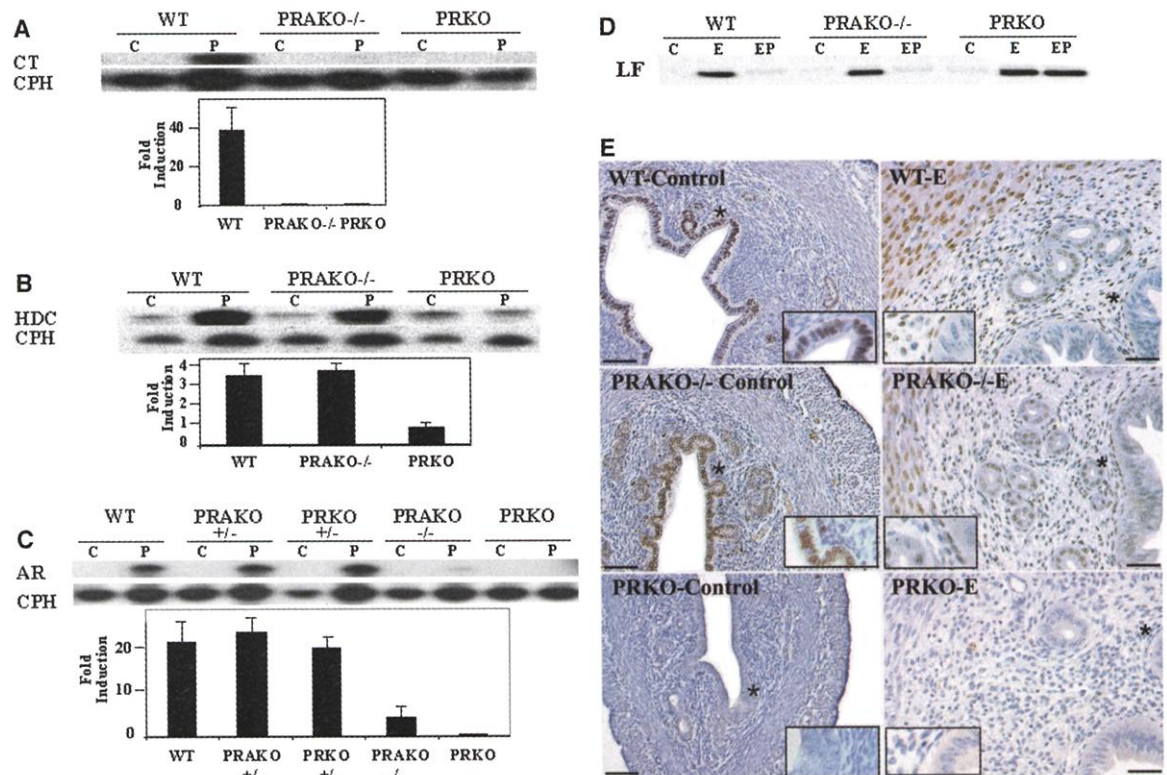 A
WT PRAKO-/- PRKO
C P C P C P
CT
CPH
Fold Induction
40
20
0
WT PRAKO-/- PRKO
B
WT PRAKO-/- PRKO
C P C P C P
HDC
CPH
Fold Induction
4
3
2
1
0
WT PRAKO-/- PRKO
C
WT PRAKO +/- PRKO +/- PRAKO -/- PRKO
C P C P C P C P C P
AR
CPH
Fold Induction
20
10
0
WT PRAKO PRKO PRAKO PRKO
+/- +/- -/-
D
WT PRAKO-/- PRKO
C E EP C E EP C E EP
LF
E
WT-Control
*
WT-E
*
PRAKO-/- Control
*
PRAKO-/-E
*
PRKO-Control
*
PRKO-E
*